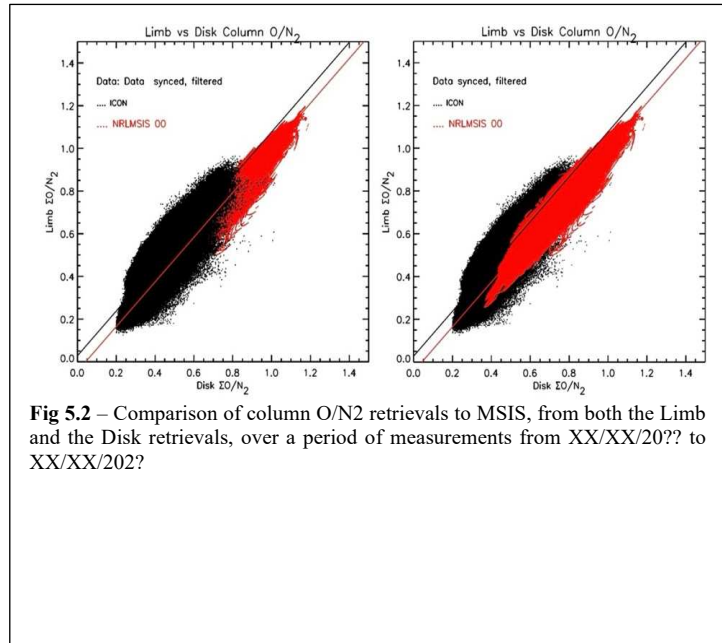 Limb vs Disk Column O/N₂
1.4
1.2
1.0
0.8
0.6
0.4
0.2
0.0
Limb ΣO/N₂
Data: Data synced, filtered
.... ICON
.... NRLMSIS 00
0.2 0.4 0.6 0.8 1.0 1.2 1.4
Disk ΣO/N₂
Limb vs Disk Column O/N₂
1.4
1.2
1.0
0.8
0.6
0.4
0.2
0.0
Limb ΣO/N₂
Data synced, filtered
.... ICON
.... NRLMSIS 00
0.2 0.4 0.6 0.8 1.0 1.2 1.4
Disk ΣO/N₂
Fig 5.2 – Comparison of column O/N2 retrievals to MSIS, from both the Limb
and the Disk retrievals, over a period of measurements from XX/XX/20?? to
XX/XX/202?